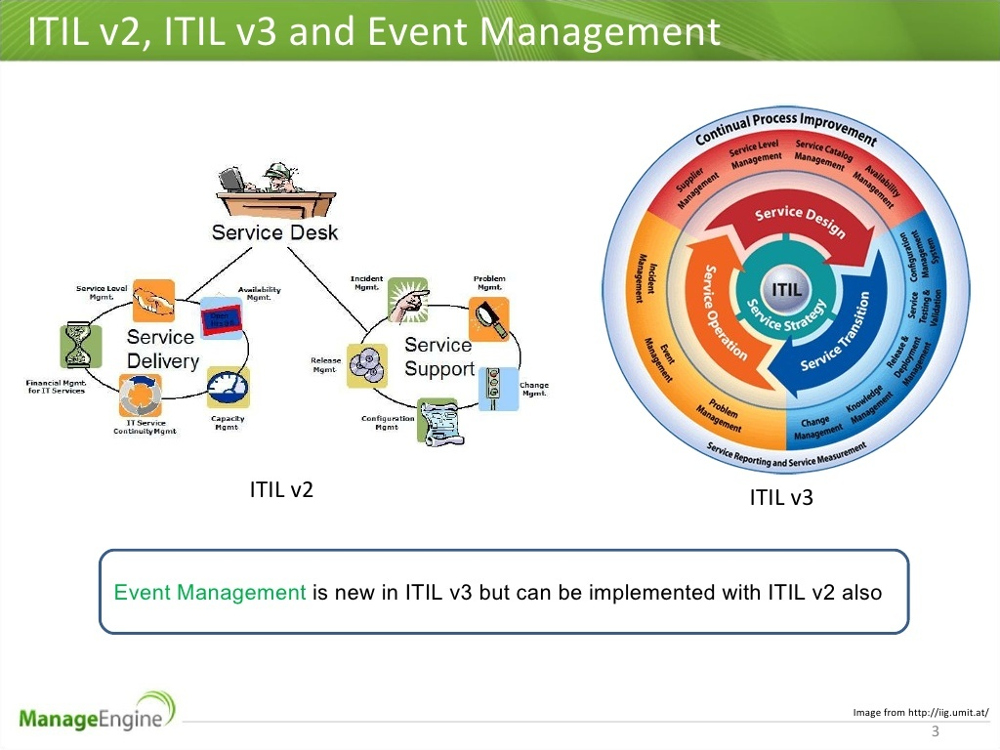 ITIL v2, ITIL v3 and Event Management
Service Desk
Service Level
Mgmt.
Availability
Mgmt.
Service
Delivery
Financial Mgmt.
for IT Services
IT Service
ContinuityMgmt
Capacity
Mgmt
Incident
Mgmt.
Problem
Mgmt.
Service
Support
Release
Mgmt
Change
Mgmt.
Configuration
Mgmt
ITIL v2
Continual Process Improvement
Supplier
Management
Service Level
Management
Service Catalog
Management
Availability
Management
Service Design
System
Configuration
Management
Service
Testing &
Validation
Release &
Deployment
Management
Knowledge
Management
Change
Management
Service Transition
Incident
Management
Event
Management
Problem
Management
Service Operation
ITIL
Service Strategy
Service Reporting and Service Measurement
ITIL v3
Event Management is new in ITIL v3 but can be implemented with ITIL v2 also
ManageEngine
Image from http://iig.umit.at/
3